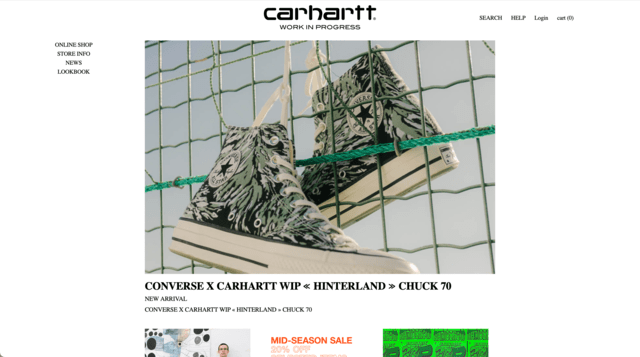 carhartt
WORK IN PROGRESS
SEARCH HELP Login cart (0)
ONLINE SHOP
STORE INFO
NEWS
LOOKBOOK
CONVERSE X CARHARTT WIP « HINTERLAND » CHUCK 70
NEW ARRIVAL
CONVERSE X CARHARTT WIP « HINTERLAND » CHUCK 70
MID-SEASON SALE
20% OFF